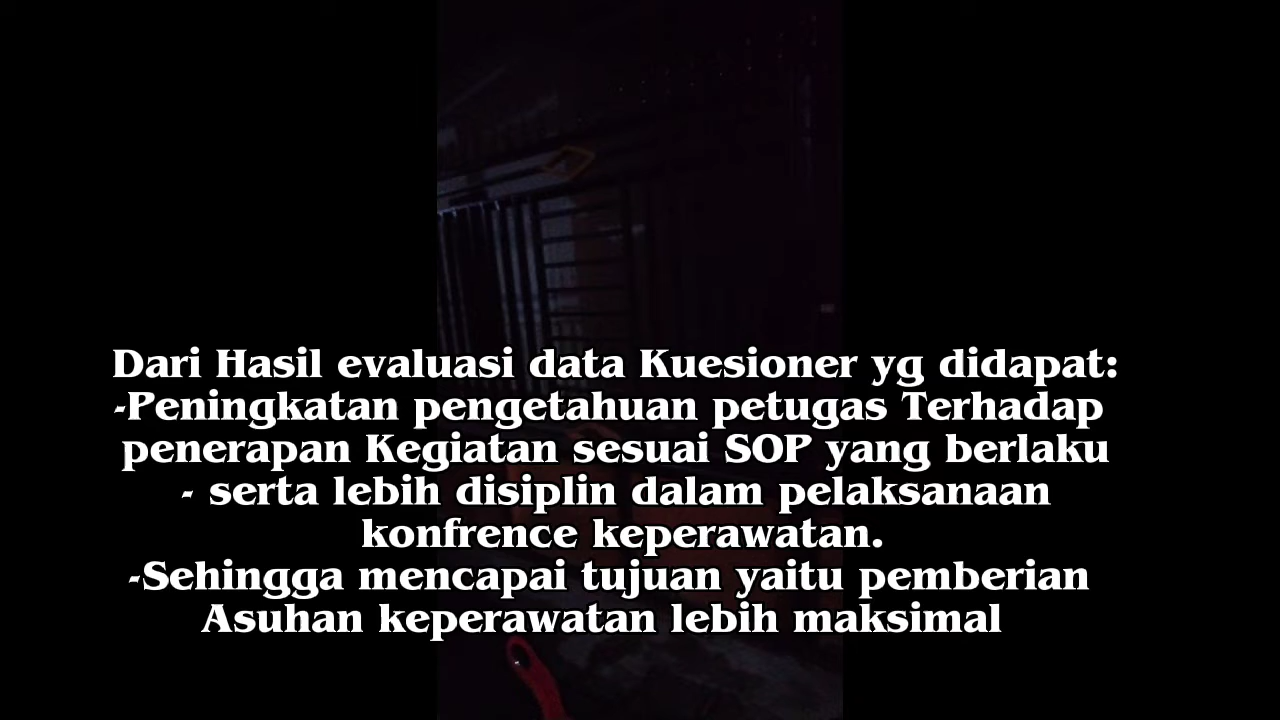 Dari Hasil evaluasi data Kuesioner yg didapat:
-Peningkatan pengetahuan petugas Terhadap
penerapan Kegiatan sesuai SOP yang berlaku
- serta lebih disiplin dalam pelaksanaan
konfrence keperawatan.
-Sehingga mencapai tujuan yaitu pemberian
Asuhan keperawatan lebih maksimal